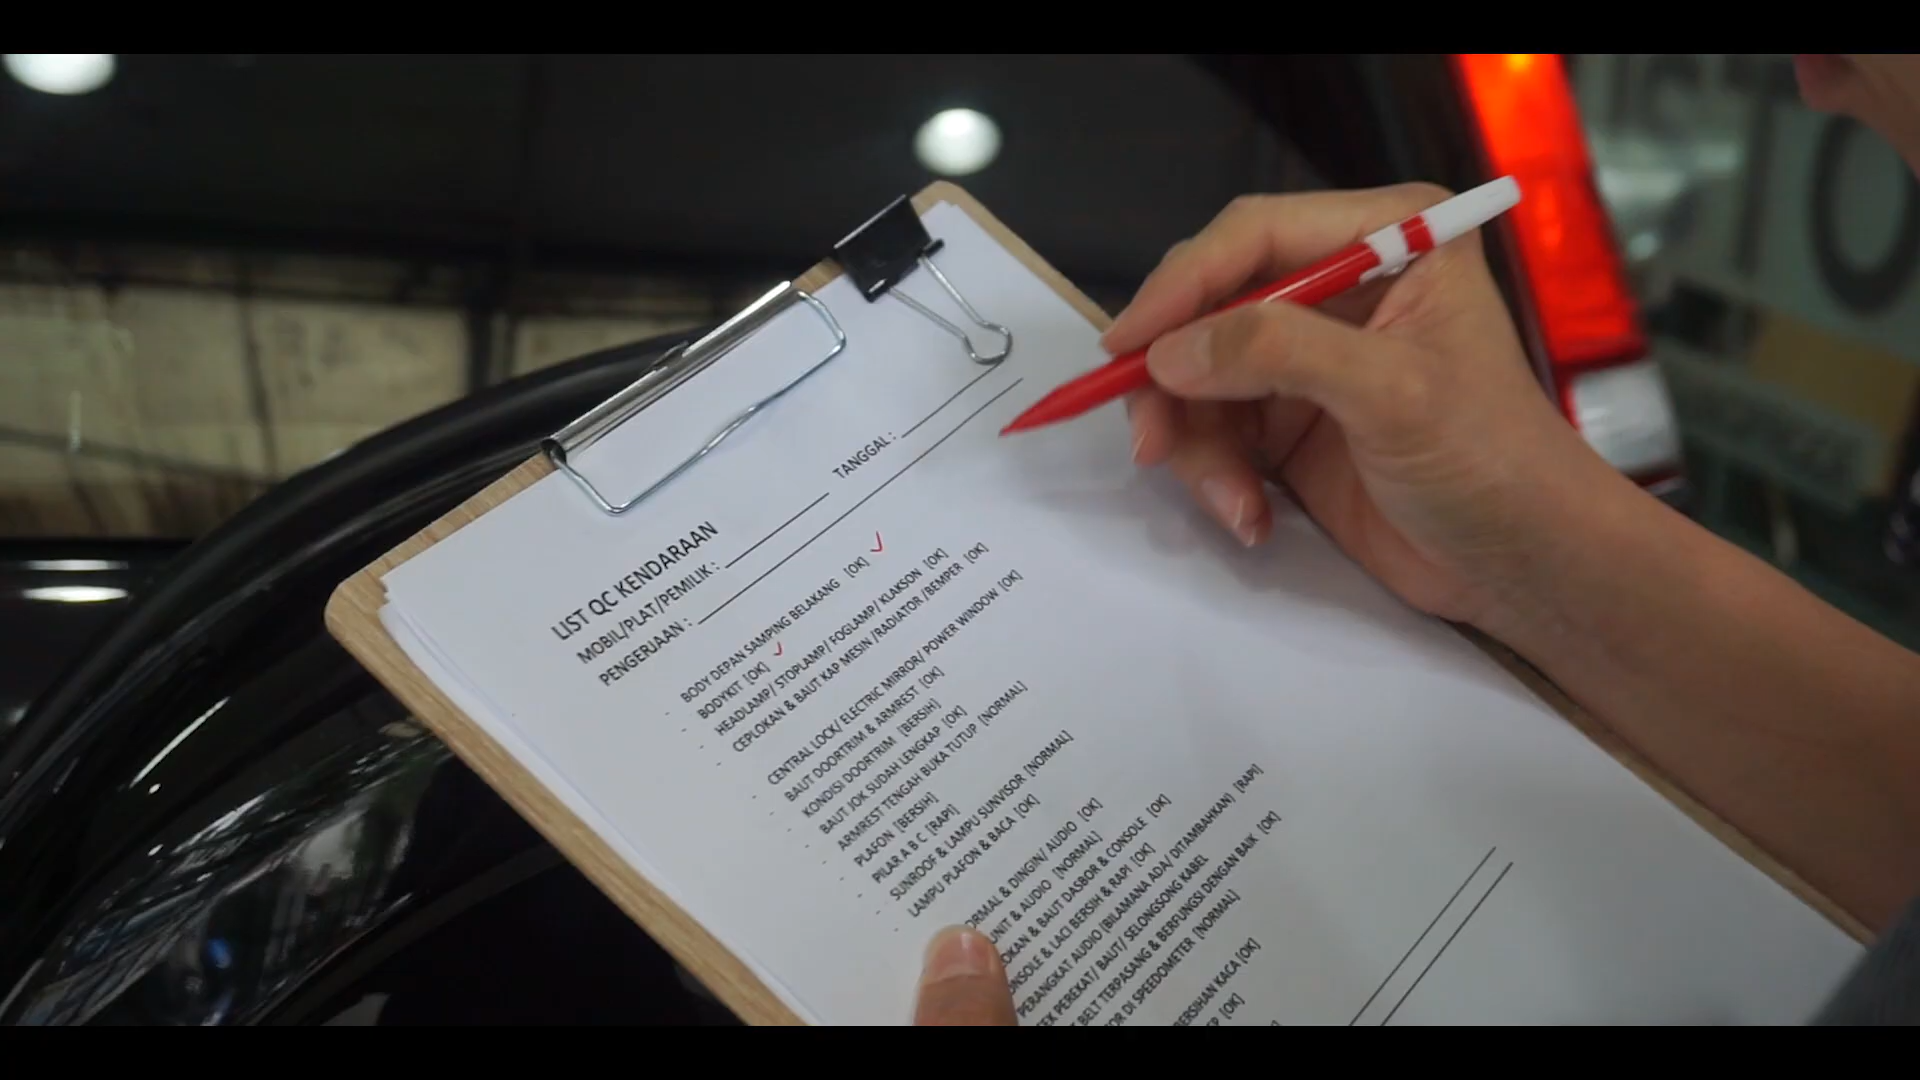 LIST QC KENDARAAN
MOBIL/PLAT/PEMILIK : TANGGAL :
PENGERJAAN :
- BODY DEPAN SAMPING BELAKANG [OK]
- BODYKIT [OK]
- HEADLAMP/ STOPLAMP/ FOGLAMP/ KLAKSON [OK]
- CEPLOKAN & BAUT KAP MESIN /RADIATOR /BEMPER [OK]
- CENTRAL LOCK/ ELECTRIC MIRROR/ POWER WINDOW [OK]
- BAUT DOORTRIM & ARMREST [OK]
- KONDISI DOORTRIM [BERSIH]
- BAUT JOK SUDAH LENGKAP [OK]
- ARMREST TENGAH BUKA TUTUP [NORMAL]
- PLAFON [BERSIH]
- PILAR A B C [RAPI]
- SUNROOF & LAMPU SUNVISOR [NORMAL]
- LAMPU PLAFON & BACA [OK]
& DINGIN/ AUDIO [OK]
UNIT & AUDIO [NORMAL]
& BAUT DASBOR & CONSOLE [OK]
& LACI BERSIH & RAPI [OK]
PERANGKAT AUDIO (BILAMANA ADA/ DITAMBAHKAN) [RAPI]
PEREKAT/ BAUT/ SELONGSONG KABEL
BELT TERPASANG & BERFUNGSI DENGAN BAIK [OK]
DI SPEEDOMETER [NORMAL]
KACA [OK]
[OK]